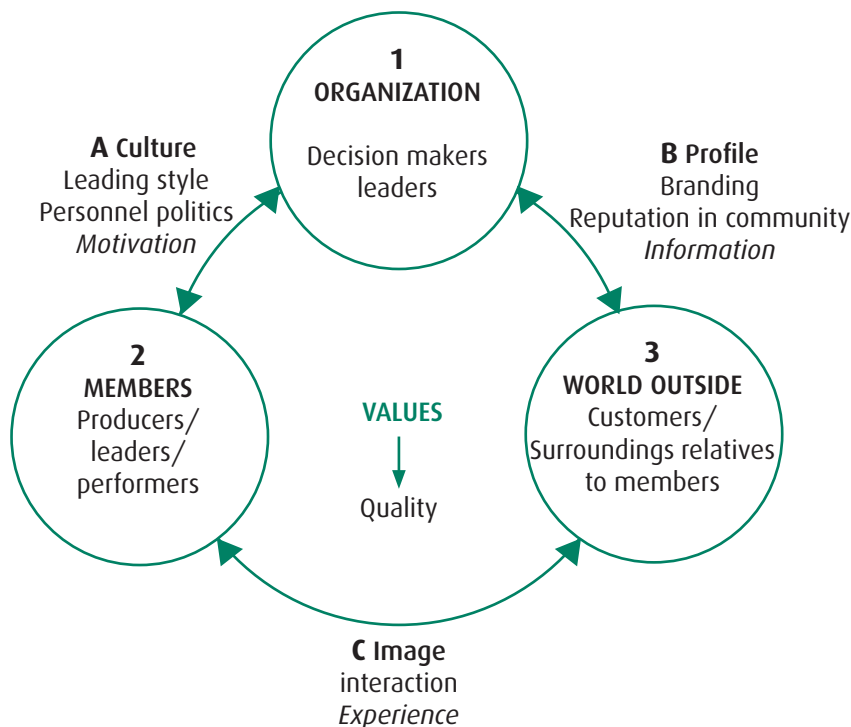 1
ORGANIZATION
Decision makers
leaders
A Culture
Leading style
Personnel politics
Motivation
B Profile
Branding
Reputation in community
Information
2
MEMBERS
Producers/
leaders/
performers
VALUES
Quality
3
WORLD OUTSIDE
Customers/
Surroundings relatives
to members
C Image
interaction
Experience